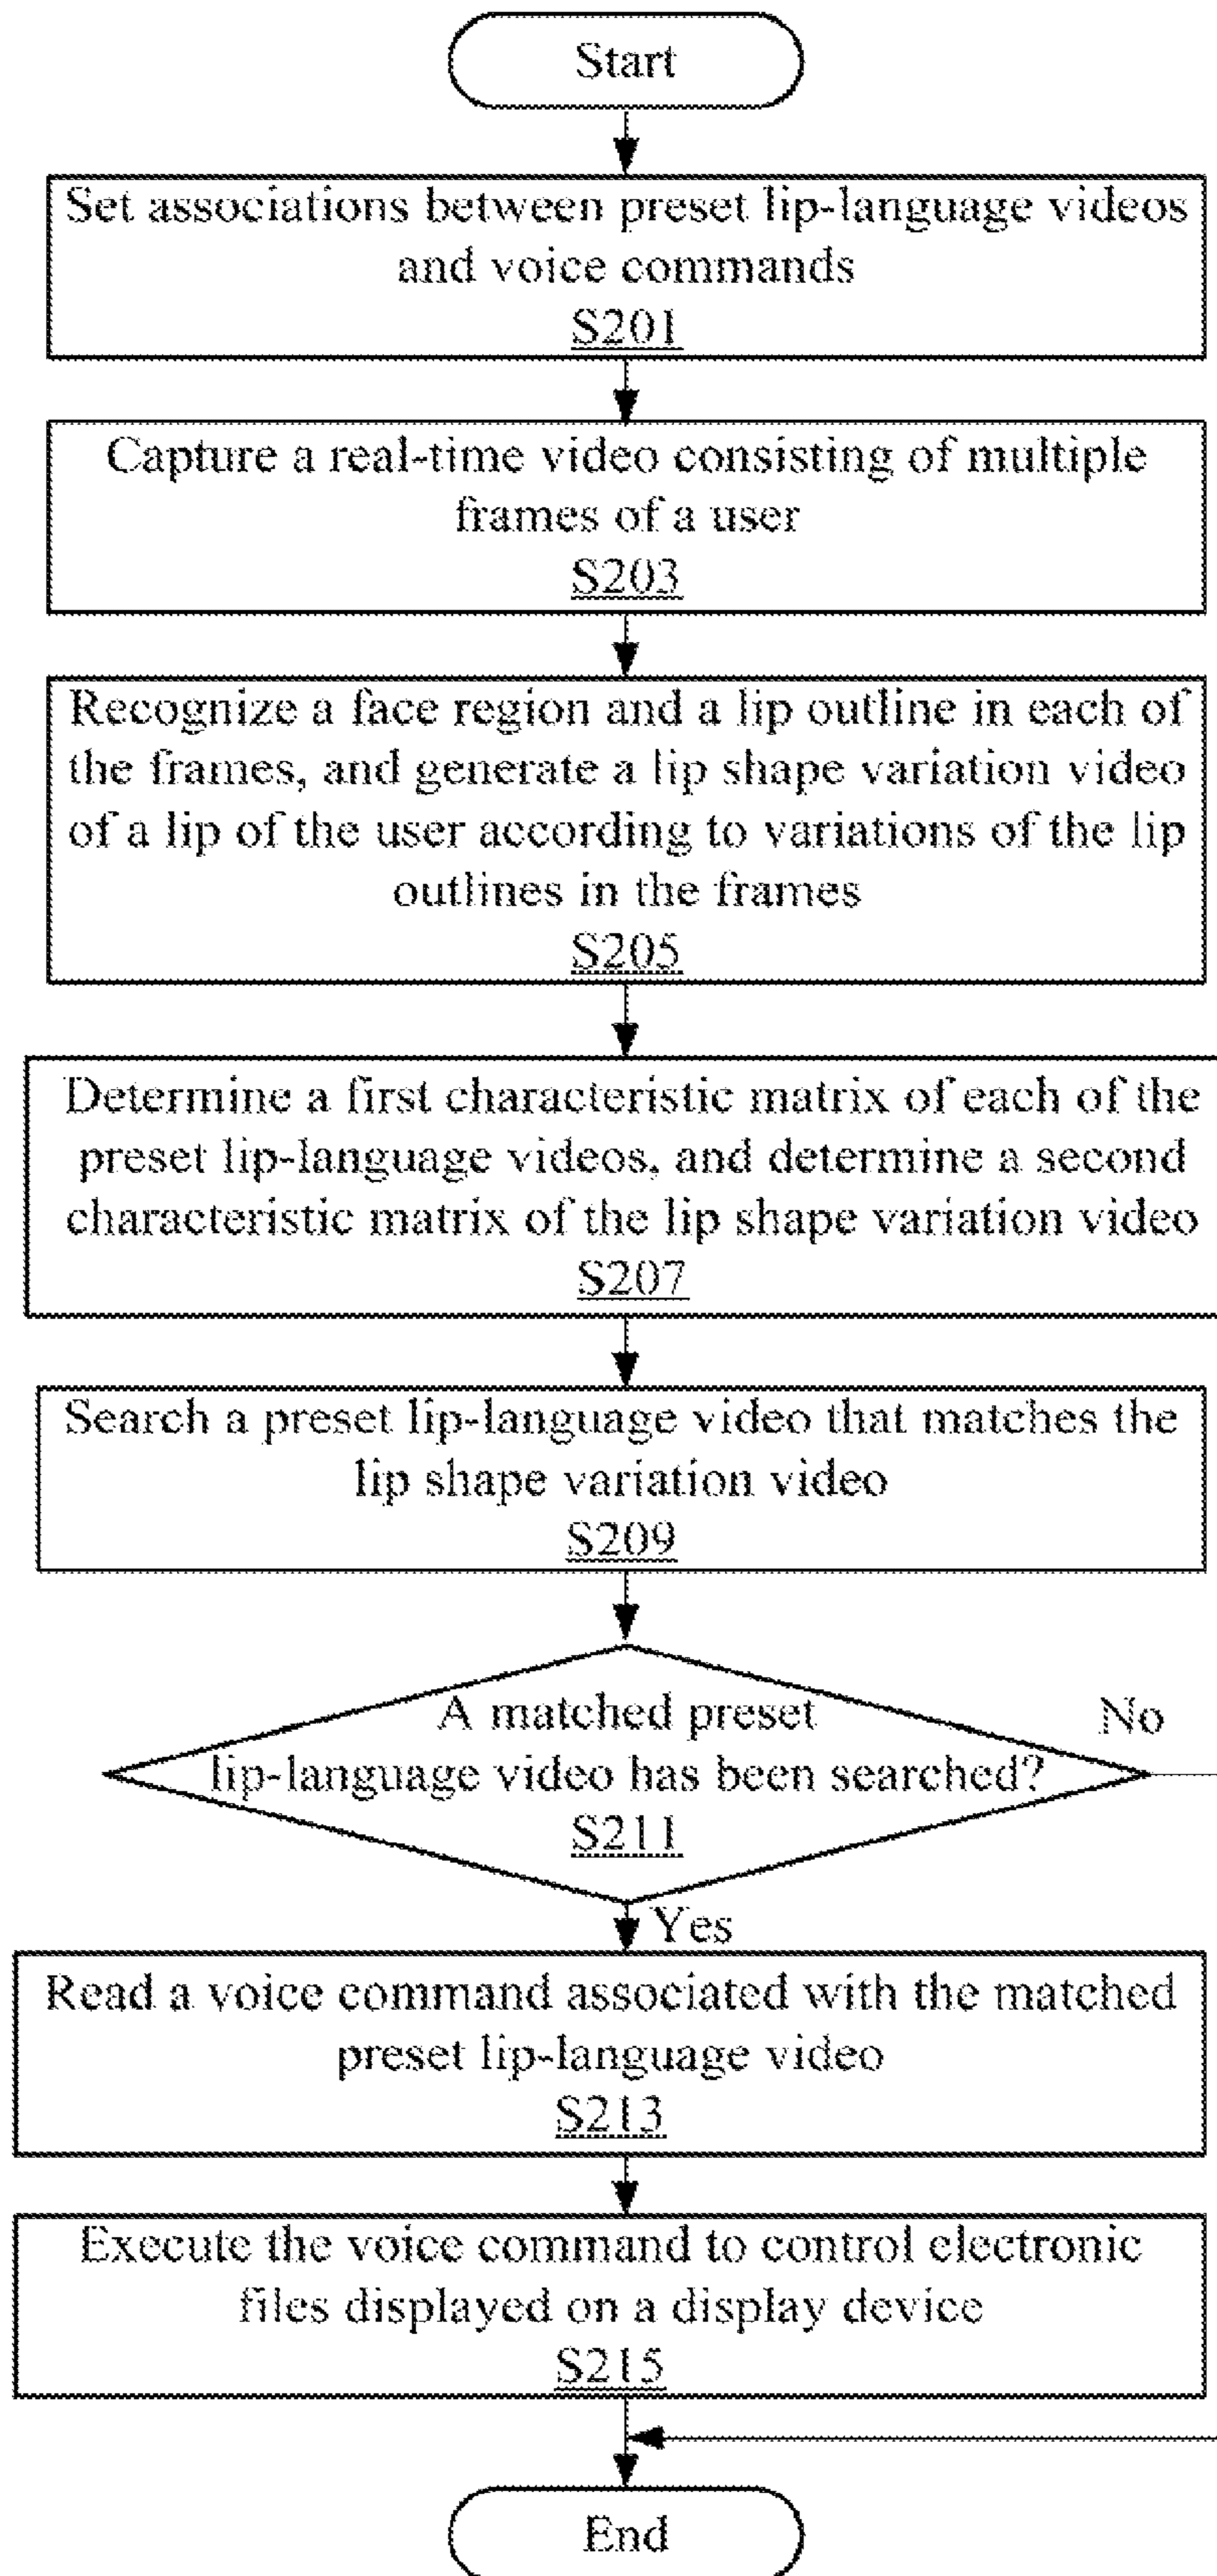 Start
Set associations between preset lip-language videos
and voice commands
S201
Capture a real-time video consisting of multiple
frames of a user
S203
Recognize a face region and a lip outline in each of
the frames, and generate a lip shape variation video
of a lip of the user according to variations of the lip
outlines in the frames
S205
Determine a first characteristic matrix of each of the
preset lip-language videos, and determine a second
characteristic matrix of the lip shape variation video
S207
Search a preset lip-language video that matches the
lip shape variation video
S209
A matched preset
lip-language video has been searched?
S211
No
Yes
Read a voice command associated with the matched
preset lip-language video
S213
Execute the voice command to control electronic
files displayed on a display device
S215
End